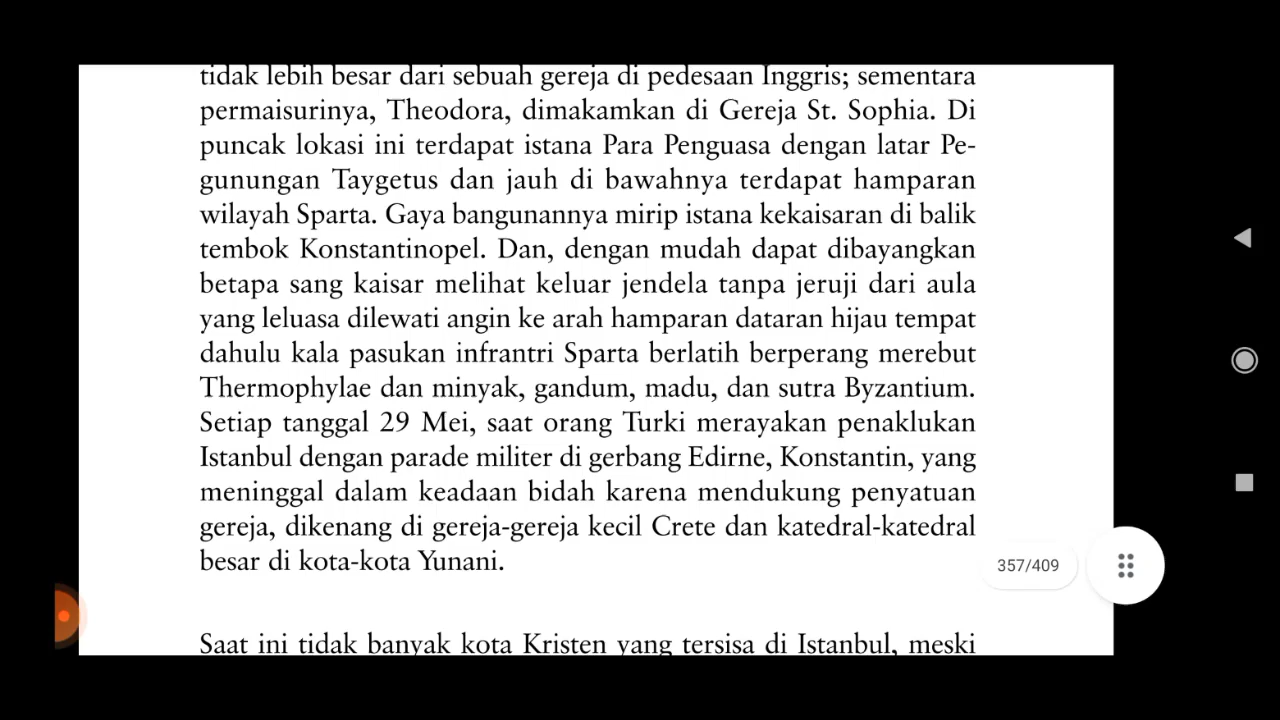 tidak lebih besar dari sebuah gereja di pedesaan Inggris; sementara
permaisurinya, Theodora, dimakamkan di Gereja St. Sophia. Di
puncak lokasi ini terdapat istana Para Penguasa dengan latar Pe-
gunungan Taygetus dan jauh di bawahnya terdapat hamparan
wilayah Sparta. Gaya bangunannya mirip istana kekaisaran di balik
tembok Konstantinopel. Dan, dengan mudah dapat dibayangkan
betapa sang kaisar melihat keluar jendela tanpa jeruji dari aula
yang leluasa dilewati angin ke arah hamparan dataran hijau tempat
dahulu kala pasukan infrantri Sparta berlatih berperang merebut
Thermophylae dan minyak, gandum, madu, dan sutra Byzantium.
Setiap tanggal 29 Mei, saat orang Turki merayakan penaklukan
Istanbul dengan parade militer di gerbang Edirne, Konstantin, yang
meninggal dalam keadaan bidah karena mendukung penyatuan
gereja, dikenang di gereja-gereja kecil Crete dan katedral-katedral
besar di kota-kota Yunani.
357/409
Saat ini tidak banyak kota Kristen yang tersisa di Istanbul, meski